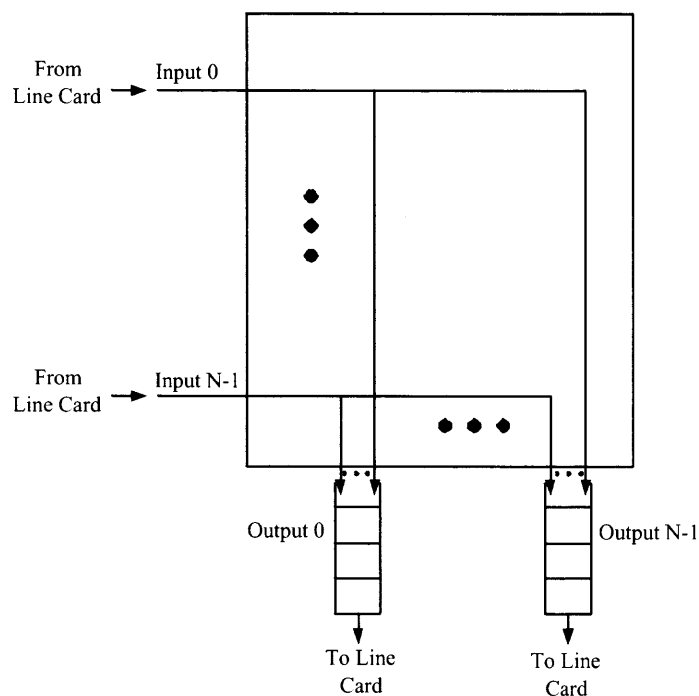 From
Line Card
Input 0
From
Line Card
Input N-1
Output 0
Output N-1
To Line
Card
To Line
Card